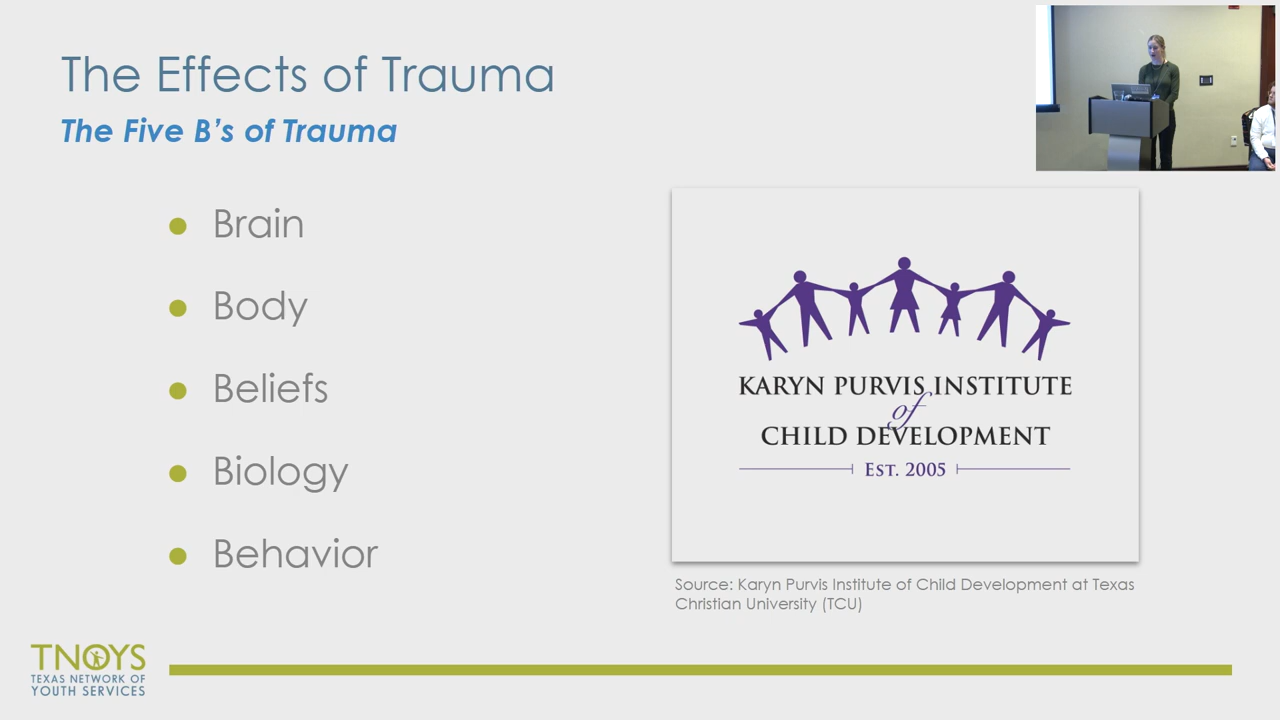 The Effects of Trauma
The Five B's of Trauma
Brain
Body
Beliefs
Biology
Behavior
KARYN PURVIS INSTITUTE
of
CHILD DEVELOPMENT
EST. 2005
Source: Karyn Purvis Institute of Child Development at Texas
Christian University (TCU)
TNOYS
TEXAS NETWORK OF
YOUTH SERVICES